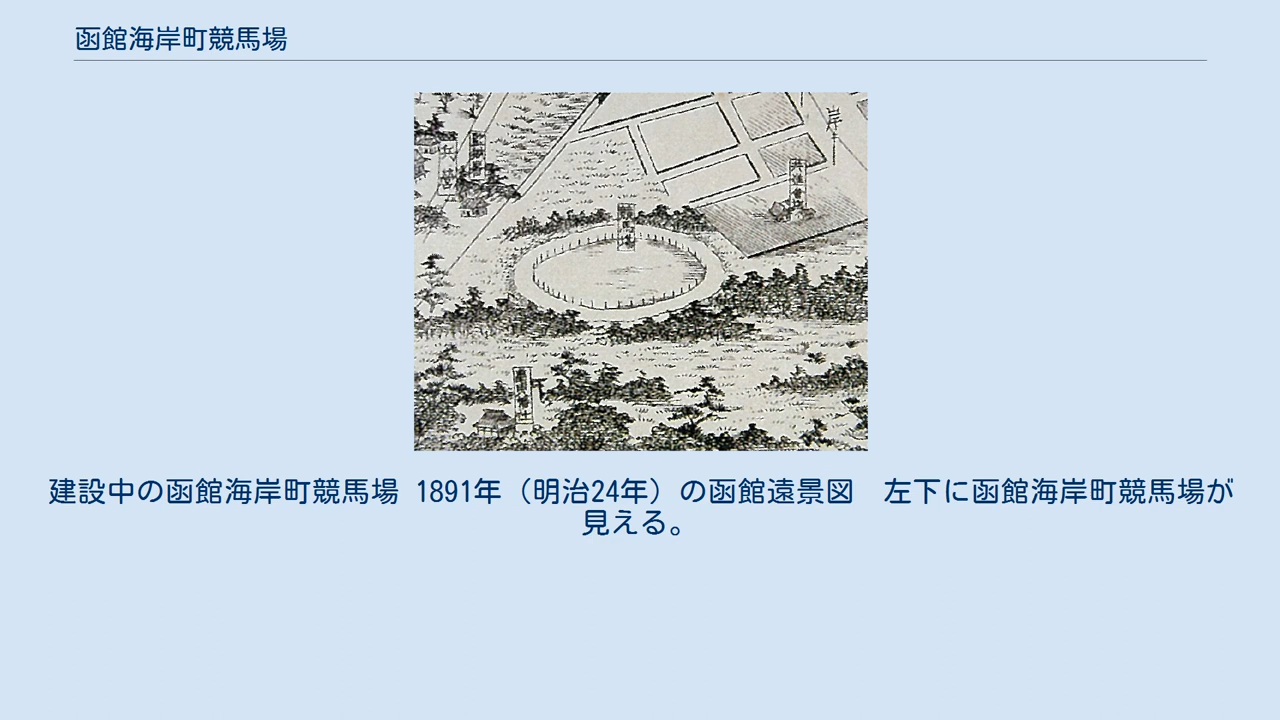 函館海岸町競馬場
建設中の函館海岸町競馬場 1891年（明治24年）の函館遠景図　左下に函館海岸町競馬場が
見える。